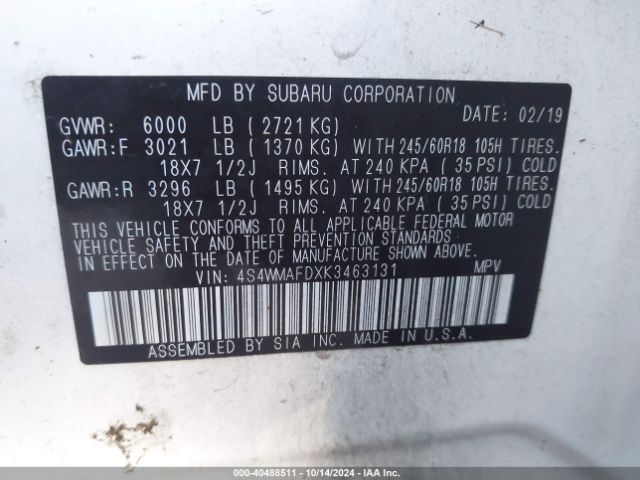 MFD BY SUBARU CORPORATION
DATE: 02/19
GVWR: 6000 LB ( 2721 KG)
GAWR:F 3021 LB ( 1370 KG) WITH 245/60R18 105H TIRES.
18X7 1/2J RIMS. AT 240 KPA ( 35 PSI) COLD
GAWR:R 3296 LB ( 1495 KG) WITH 245/60R18 105H TIRES.
18X7 1/2J RIMS. AT 240 KPA ( 35 PSI) COLD
THIS VEHICLE CONFORMS TO ALL APPLICABLE FEDERAL MOTOR
VEHICLE SAFETY AND THEFT PREVENTION STANDARDS
IN EFFECT ON THE DATE OF MANUFACTURE SHOWN ABOVE.
VIN: 4S4WMAFDXK3463131 MPV
ASSEMBLED BY SIA INC. MADE IN U.S.A.
000-40488511 - 10/14/2024 - IAA Inc.